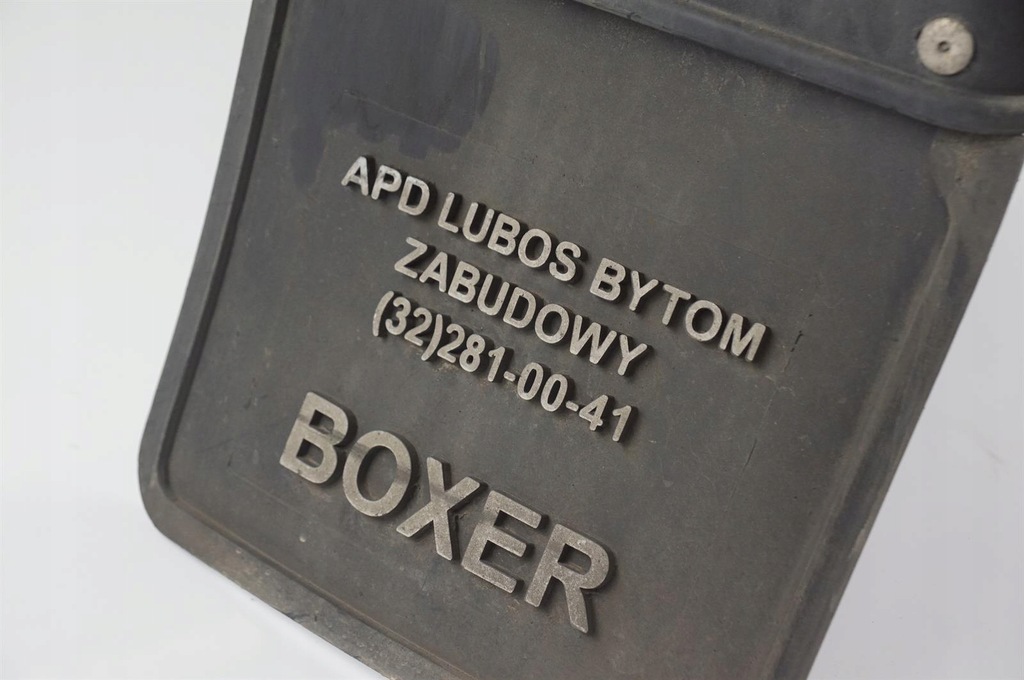 APD LUBOS BYTOM
ZABUDOWY
(32)281-00-41
BOXER